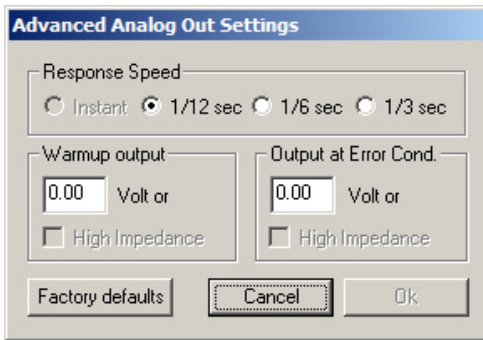 Advanced Analog Out Settings
Response Speed
Instant 1/12 sec 1/6 sec 1/3 sec
Warmup output Output at Error Cond.
0.00 Volt or 0.00 Volt or
High Impedance High Impedance
Factory defaults Cancel Ok